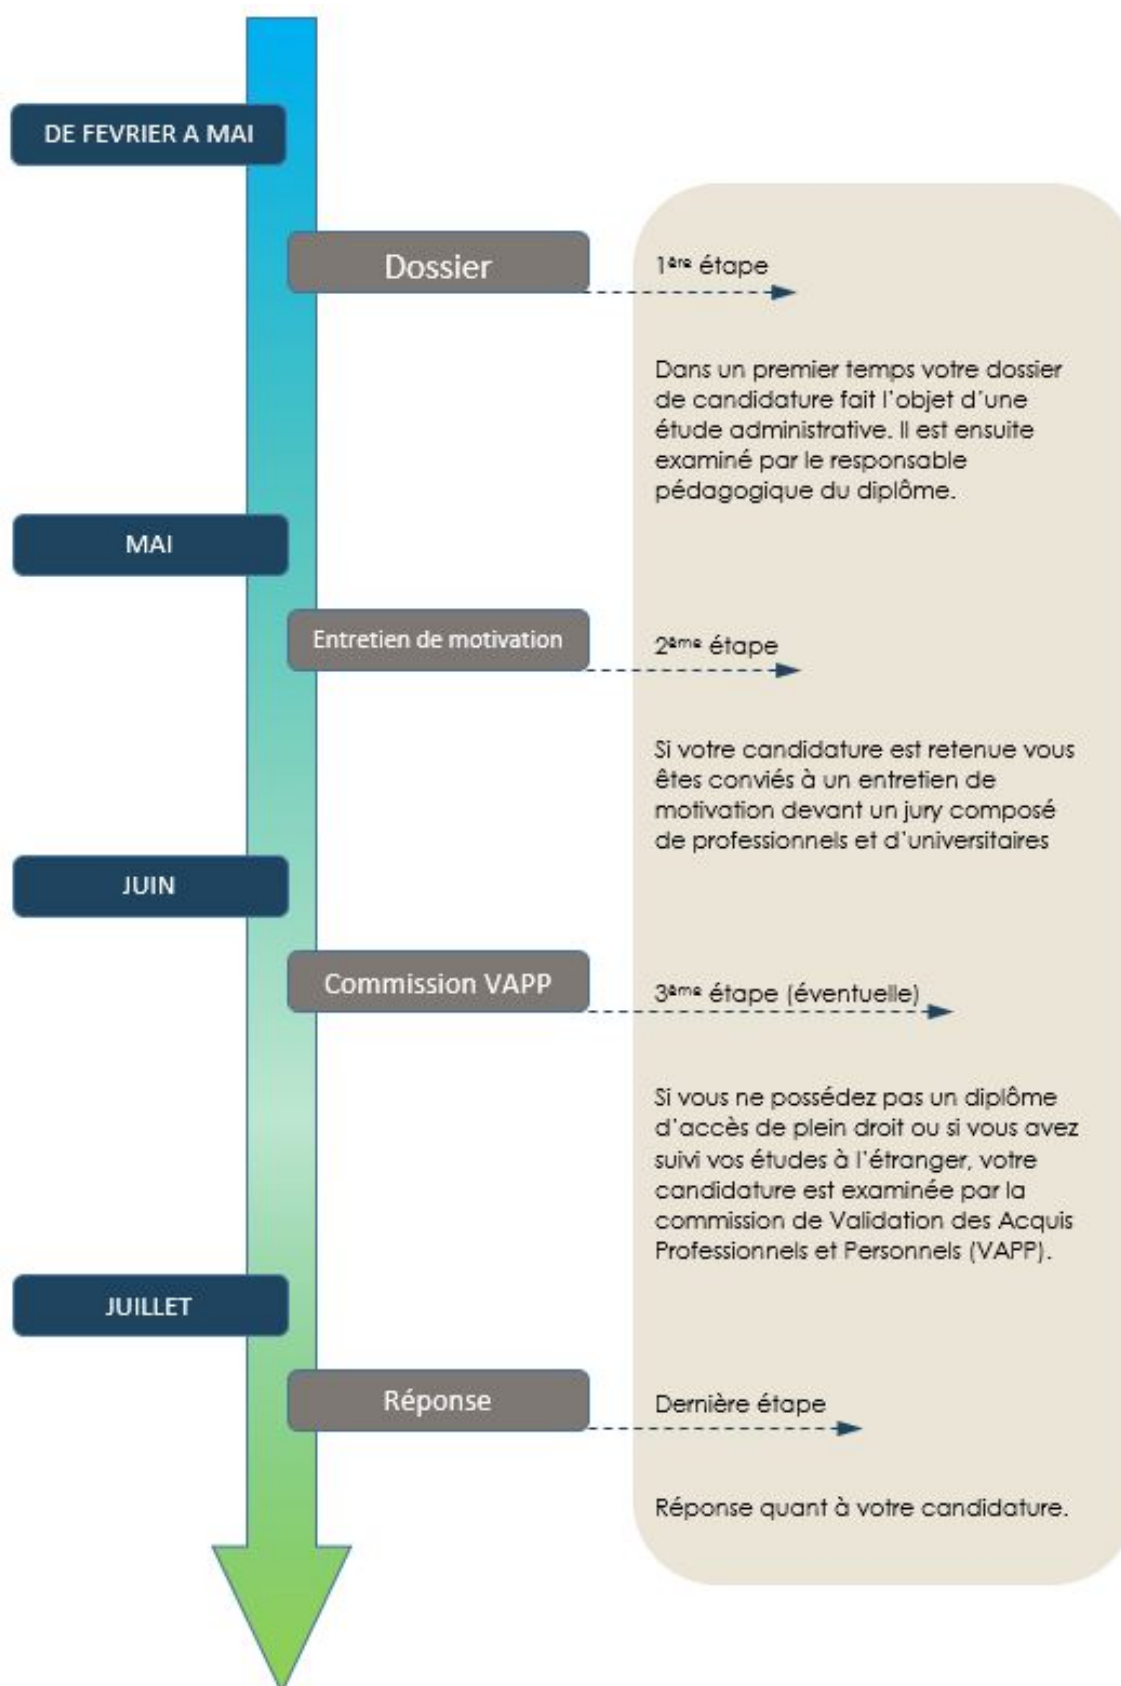 DE FEVRIER A MAI
Dossier
1ère étape
Dans un premier temps votre dossier
de candidature fait l'objet d'une
étude administrative. Il est ensuite
examiné par le responsable
pédagogique du diplôme.
MAI
Entretien de motivation
2ème étape
Si votre candidature est retenue vous
êtes conviés à un entretien de
motivation devant un jury composé
de professionnels et d'universitaires
JUIN
Commission VAPP
3ème étape (éventuelle)
Si vous ne possédez pas un diplôme
d'accès de plein droit ou si vous avez
suivi vos études à l'étranger, votre
candidature est examinée par la
commission de Validation des Acquis
Professionnels et Personnels (VAPP).
JUILLET
Réponse
Dernière étape
Réponse quant à votre candidature.